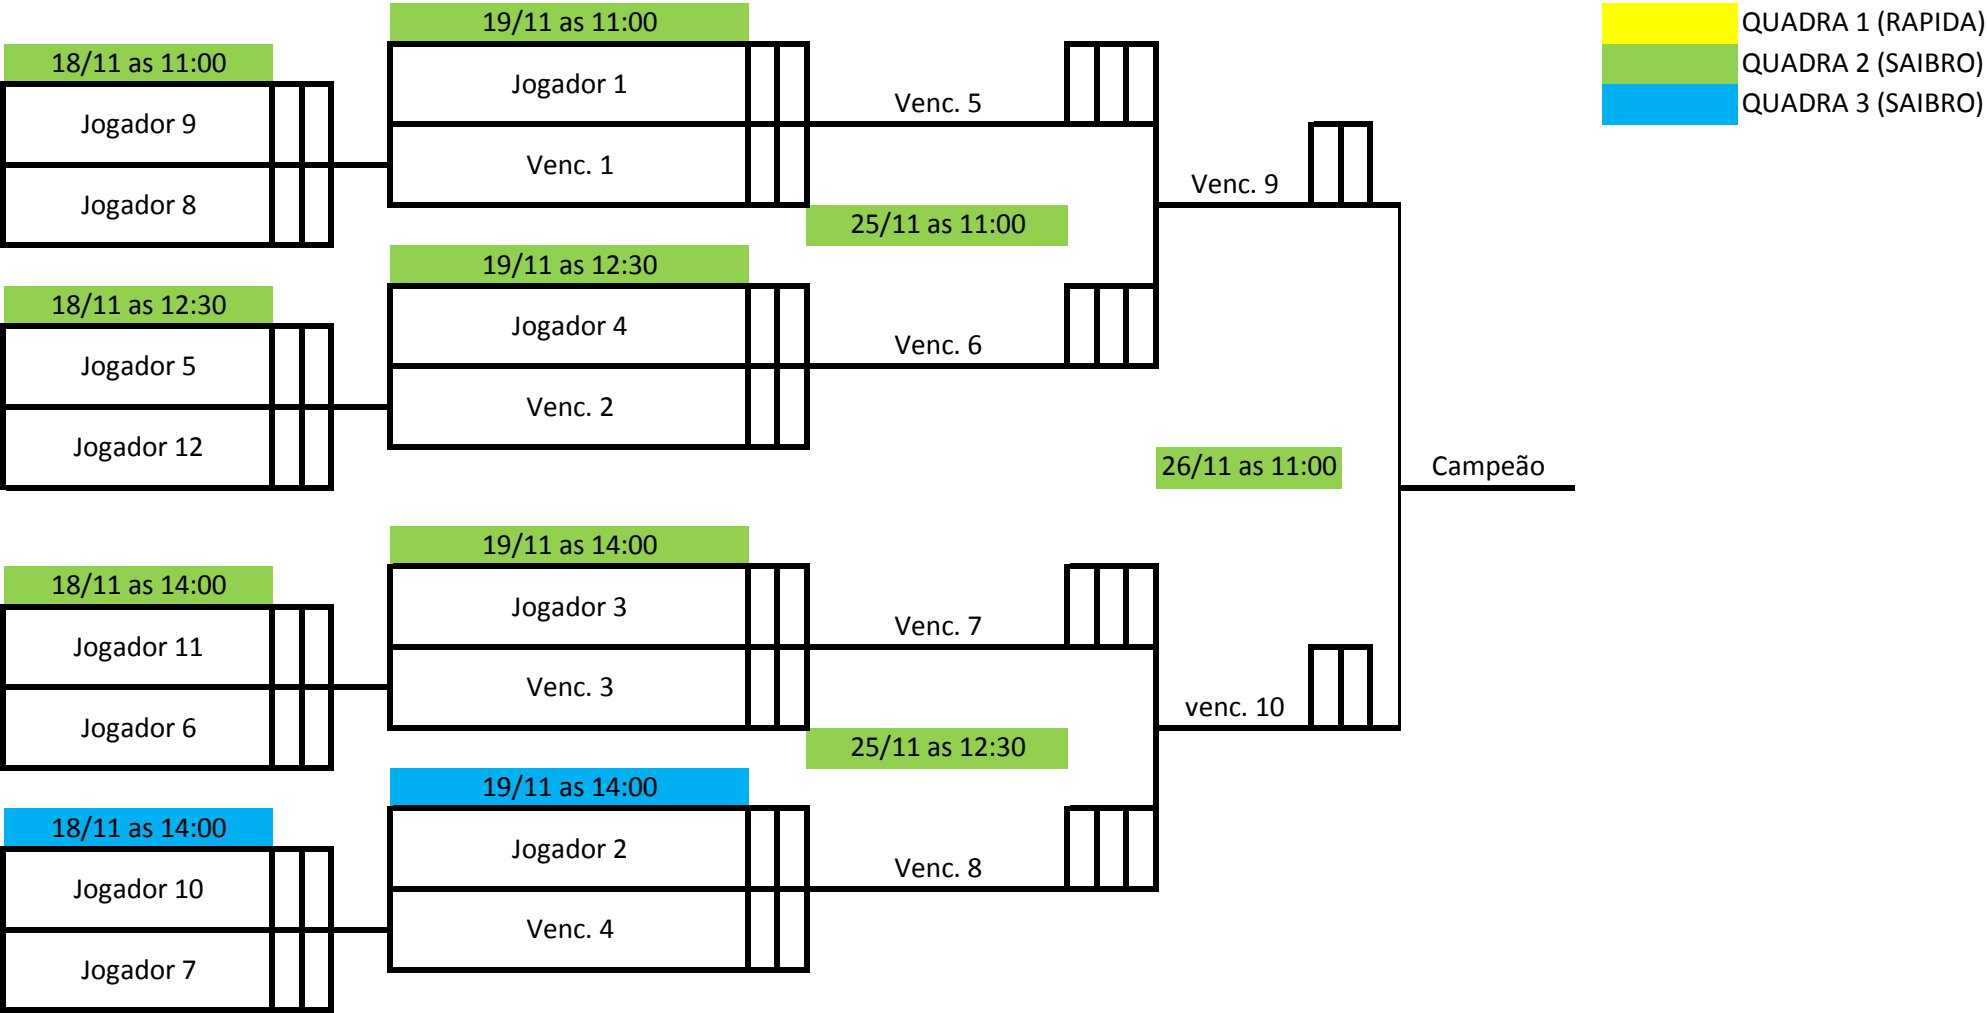 19/11 as 11:00
QUADRA 1 (RAPIDA)
18/11 as 11:00
QUADRA 2 (SAIBRO)
Jogador 1
Venc. 5
QUADRA 3 (SAIBRO)
Jogador 9
Venc. 1
Venc. 9
Jogador 8
25/11 as 11:00
19/11 as 12:30
18/11 as 12:30
Jogador 4
Venc. 6
Jogador 5
Venc. 2
Jogador 12
26/11 as 11:00
Campeão
19/11 as 14:00
18/11 as 14:00
Jogador 3
Venc. 7
Jogador 11
Venc. 3
venc. 10
Jogador 6
25/11 as 12:30
19/11 as 14:00
18/11 as 14:00
Jogador 2
Venc. 8
Jogador 10
Venc. 4
Jogador 7